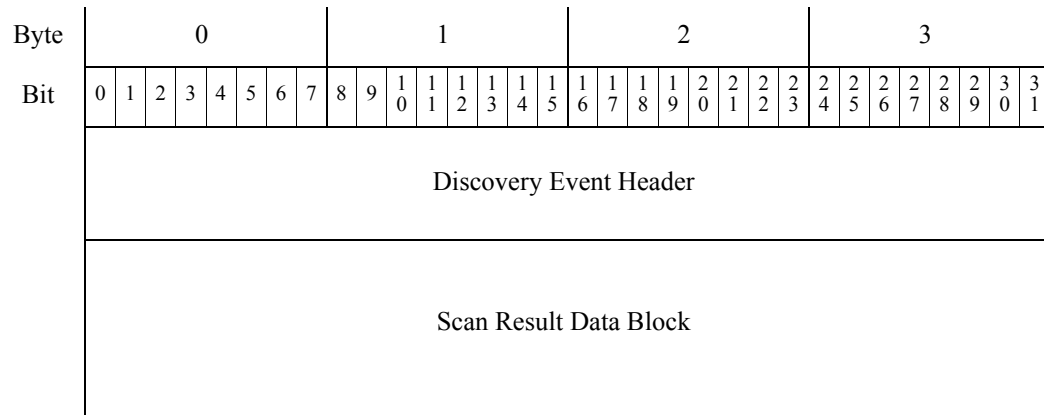 Byte 0 1 2 3
Bit 0 1 2 3 4 5 6 7 8 9 10 11 12 13 14 15 16 17 18 19 20 21 22 23 24 25 26 27 28 29 30 31
Discovery Event Header
Scan Result Data Block